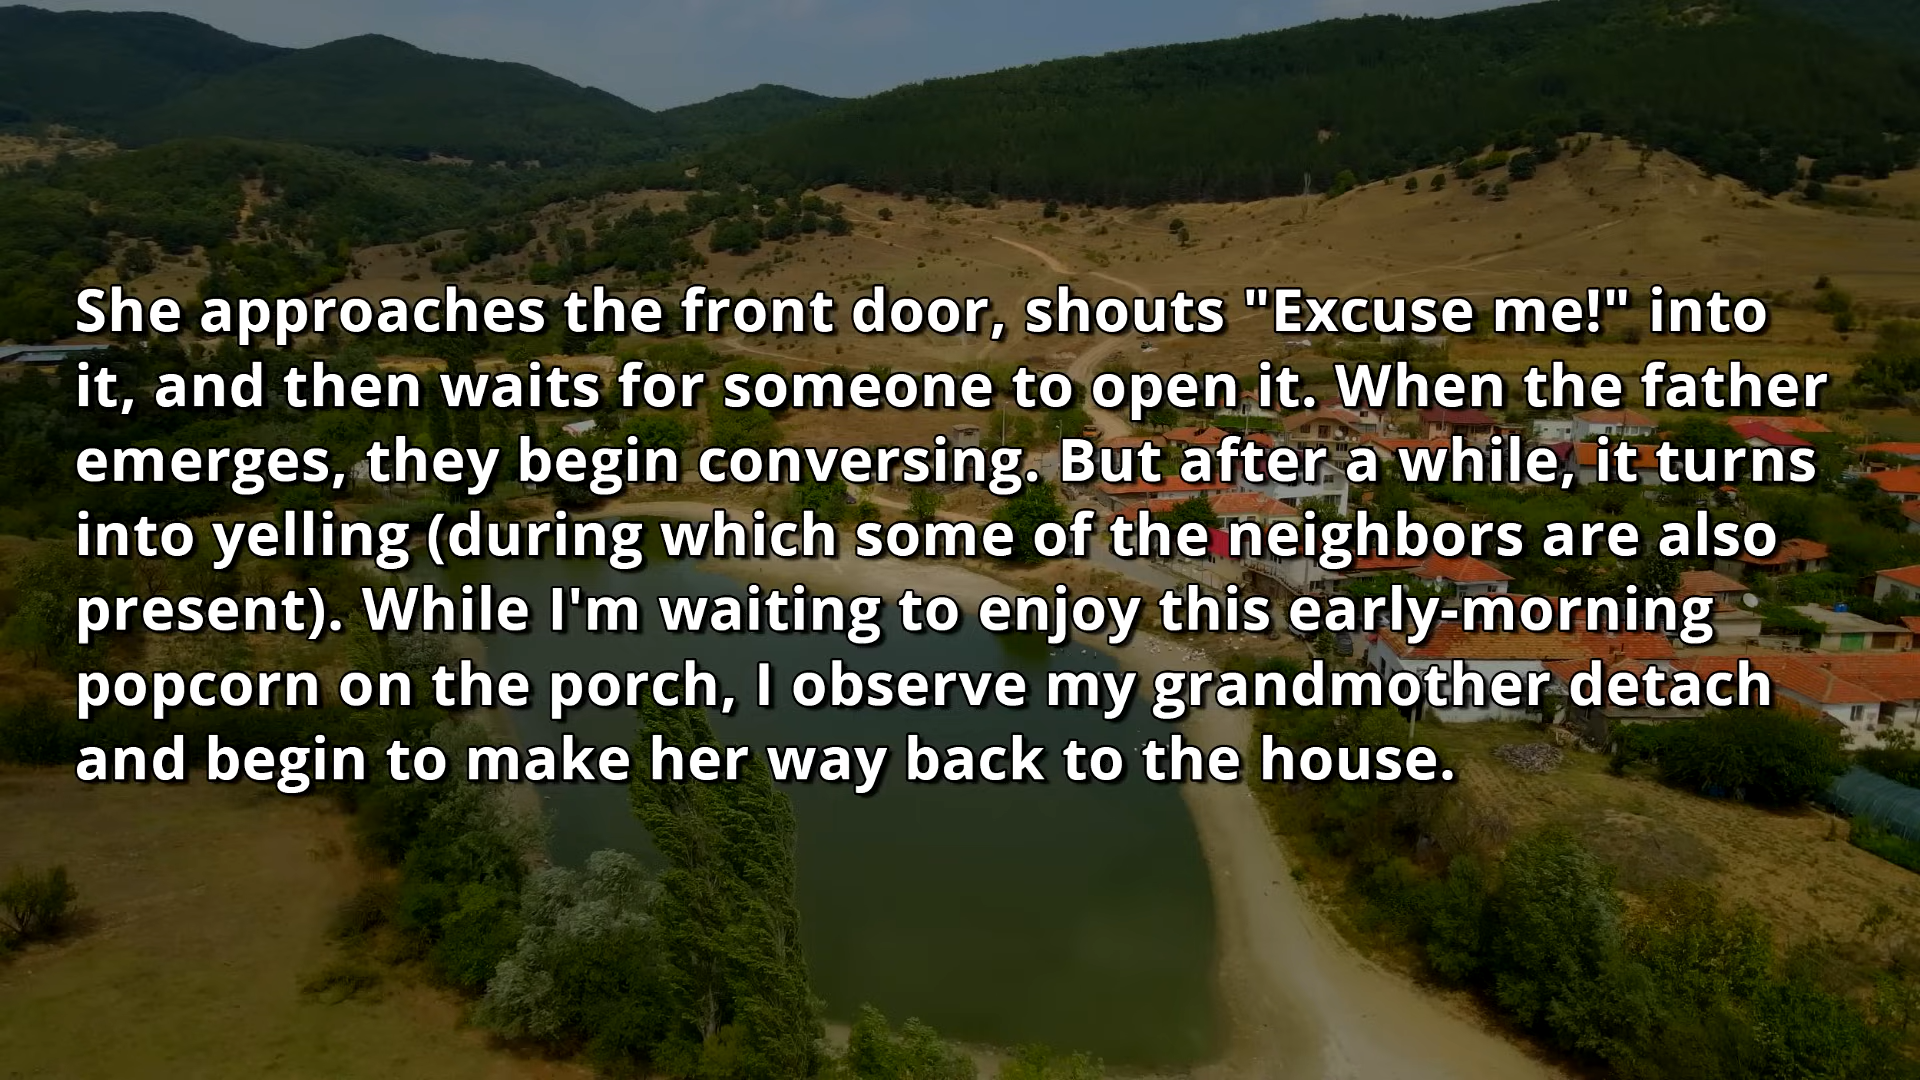 She approaches the front door, shouts "Excuse me!" into
it, and then waits for someone to open it. When the father
emerges, they begin conversing. But after a while, it turns
into yelling (during which some of the neighbors are also
present). While I'm waiting to enjoy this early-morning
popcorn on the porch, I observe my grandmother detach
and begin to make her way back to the house.